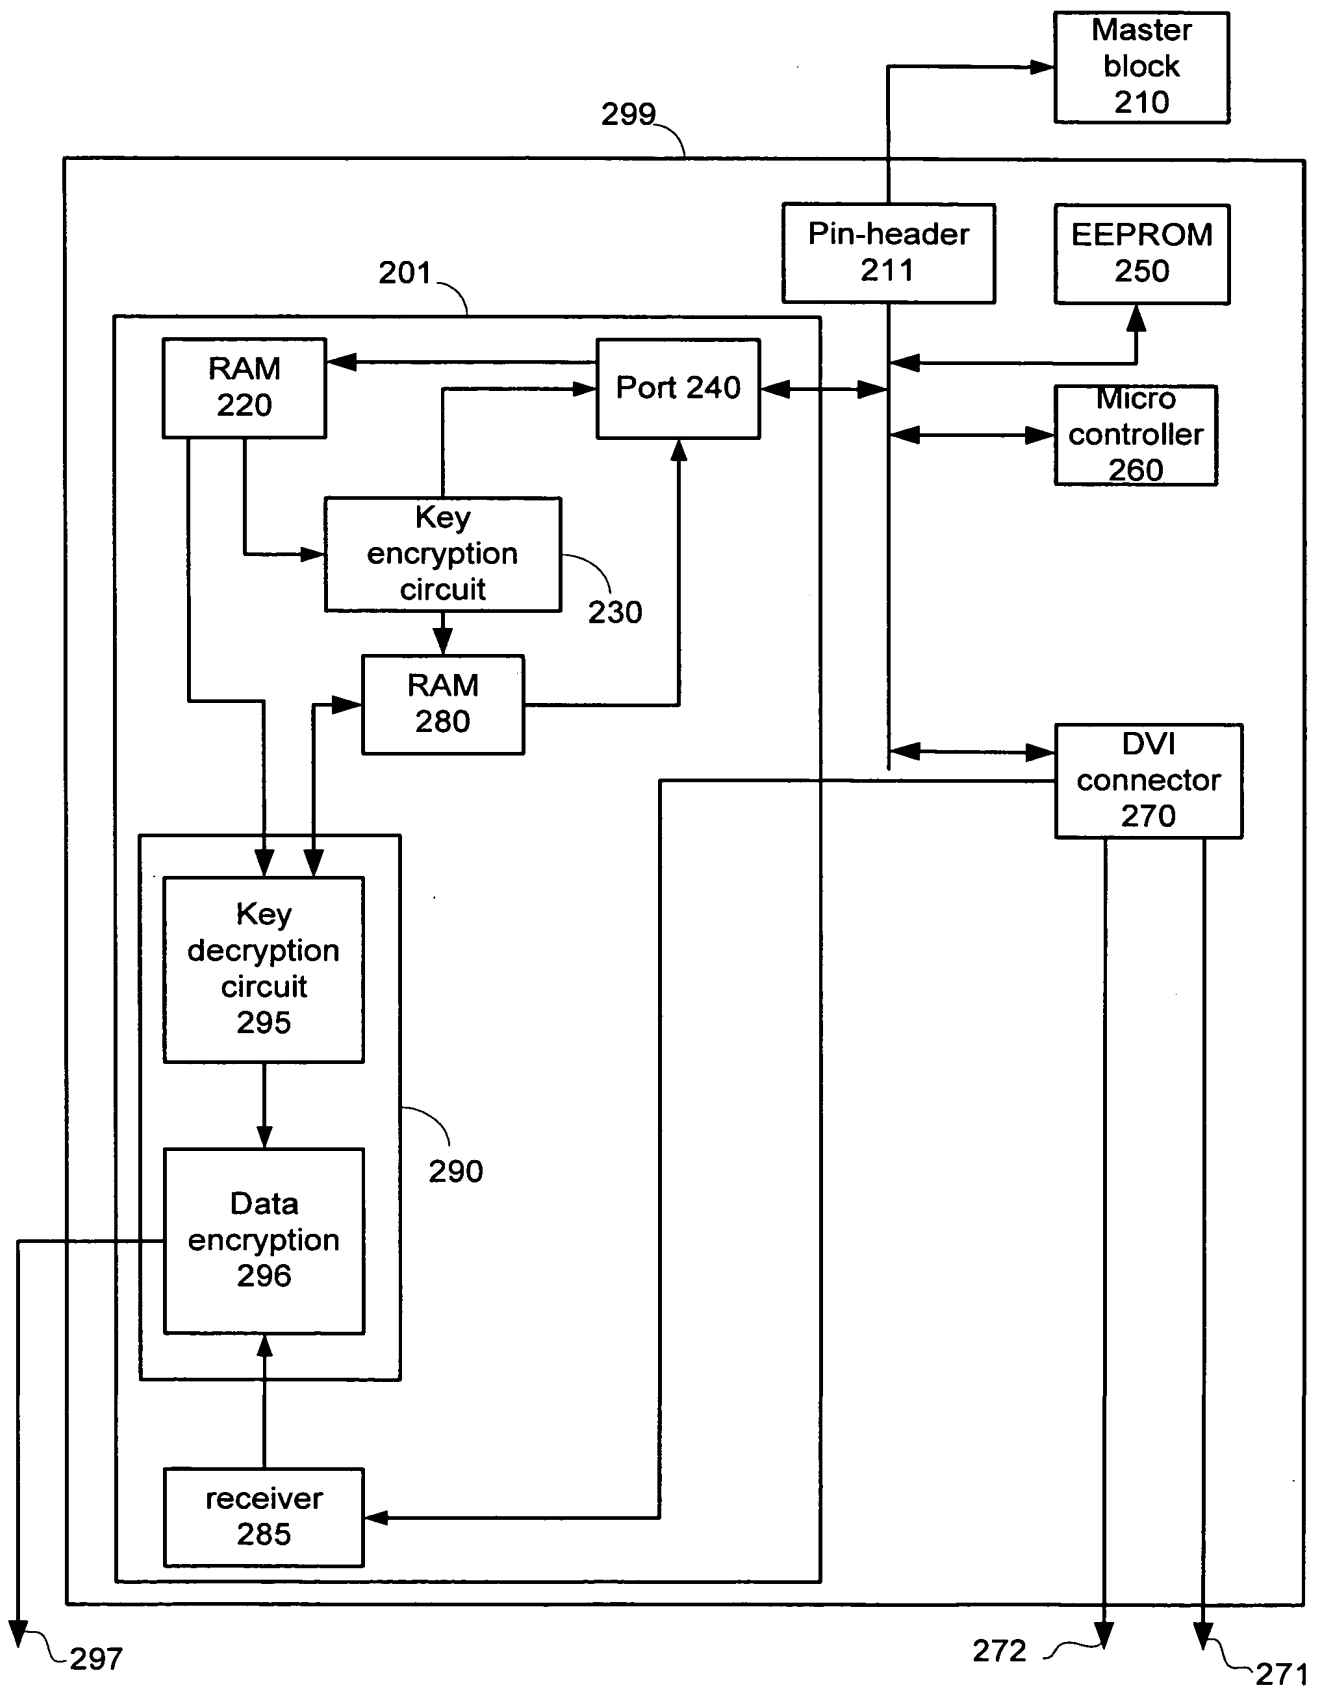 Master
block
210
299
Pin-header
211
EEPROM
250
201
RAM
220
Port 240
Micro
controller
260
Key
encryption
circuit
230
RAM
280
DVI
connector
270
Key
decryption
circuit
295
290
Data
encryption
296
receiver
285
297
272
271